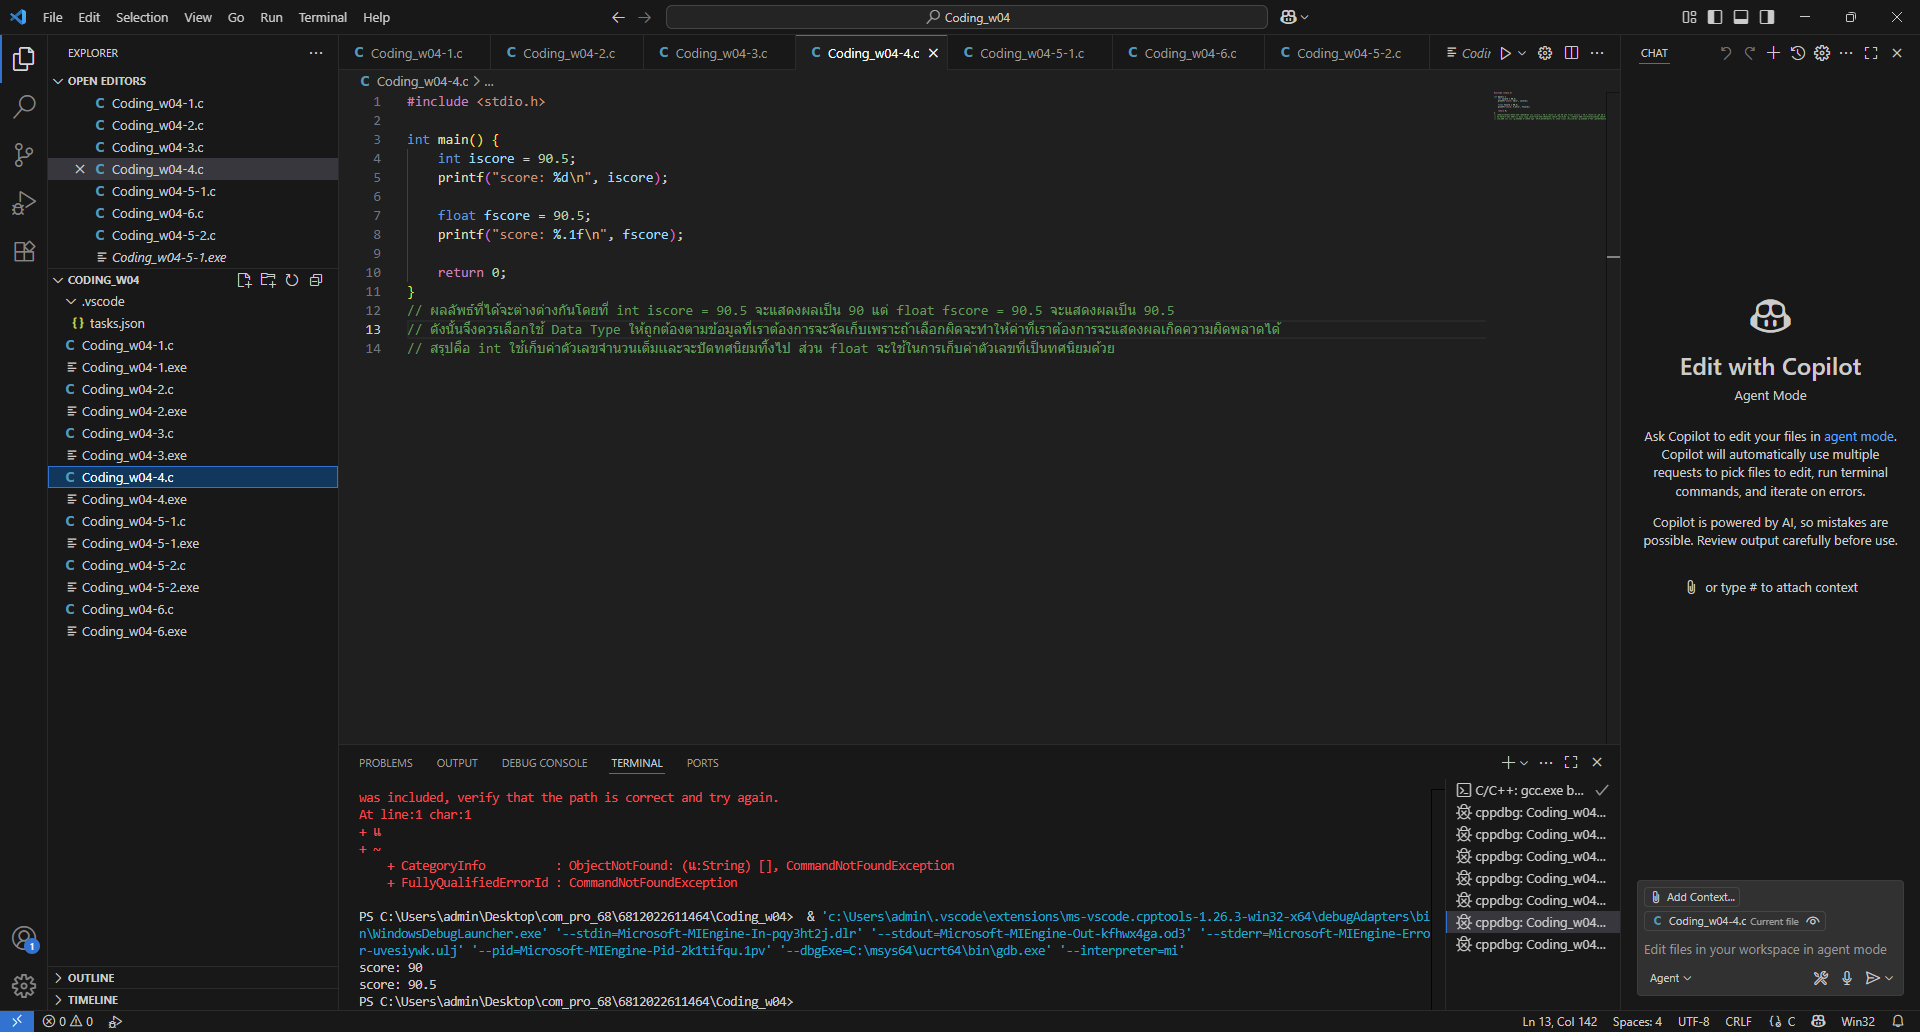 File Edit Selection View Go Run Terminal Help
Coding_w04
EXPLORER
OPEN EDITORS
Coding_w04-1.c
Coding_w04-2.c
Coding_w04-3.c
Coding_w04-4.c
Coding_w04-5-1.c
Coding_w04-6.c
Coding_w04-5-2.c
Coding_w04-5-1.exe
CODING_W04
.vscode
tasks.json
Coding_w04-1.c
Coding_w04-1.exe
Coding_w04-2.c
Coding_w04-2.exe
Coding_w04-3.c
Coding_w04-3.exe
Coding_w04-4.c
Coding_w04-4.exe
Coding_w04-5-1.c
Coding_w04-5-1.exe
Coding_w04-5-2.c
Coding_w04-5-2.exe
Coding_w04-6.c
Coding_w04-6.exe
OUTLINE
TIMELINE
Coding_w04-1.c Coding_w04-2.c Coding_w04-3.c Coding_w04-4.c Coding_w04-5-1.c Coding_w04-6.c Coding_w04-5-2.c
Coding_w04-4.c > ...
1 #include <stdio.h>
2
3 int main() {
4 int iscore = 90.5;
5 printf("score: %d\n", iscore);
6
7 float fscore = 90.5;
8 printf("score: %.1f\n", fscore);
9
10 return 0;
11 }
12 // ผลลัพธ์ที่ได้จะต่างต่างกันโดยที่ int iscore = 90.5 จะแสดงผลเป็น 90 แต่ float fscore = 90.5 จะแสดงผลเป็น 90.5
13 // ดังนั้นจึงควรเลือกใช้ Data Type ให้ถูกต้องตามข้อมูลที่เราต้องการจะจัดเก็บเพราะถ้าเลือกผิดจะทำให้ค่าที่เราต้องการจะแสดงผลเกิดความผิดพลาดได้
14 // สรุปคือ int ใช้เก็บค่าตัวเลขจำนวนเต็มและจะปัดทศนิยมทิ้งไป ส่วน float จะใช้ในการเก็บค่าตัวเลขที่เป็นทศนิยมด้วย
PROBLEMS OUTPUT DEBUG CONSOLE TERMINAL PORTS
was included, verify that the path is correct and try again.
At line:1 char:1
+ แ
+ ~
+ CategoryInfo : ObjectNotFound: (แ:String) [], CommandNotFoundException
+ FullyQualifiedErrorId : CommandNotFoundException
PS C:\Users\admin\Desktop\com_pro_68\6812022611464\Coding_w04> & 'c:\Users\admin\.vscode\extensions\ms-vscode.cpptools-1.26.3-win32-x64\debugAdapters\bi
n\WindowsDebugLauncher.exe' '--stdin=Microsoft-MIEngine-In-pqy3ht2j.dlr' '--stdout=Microsoft-MIEngine-Out-kfhwx4ga.od3' '--stderr=Microsoft-MIEngine-Erro
r-uvesiywk.ulj' '--pid=Microsoft-MIEngine-Pid-2k1tifqu.1pv' '--dbgExe=C:\msys64\ucrt64\bin\gdb.exe' '--interpreter=mi'
score: 90
score: 90.5
PS C:\Users\admin\Desktop\com_pro_68\6812022611464\Coding_w04>
C/C++: gcc.exe b...
cppdbg: Coding_w04...
cppdbg: Coding_w04...
cppdbg: Coding_w04...
cppdbg: Coding_w04...
cppdbg: Coding_w04...
cppdbg: Coding_w04...
cppdbg: Coding_w04...
CHAT
Edit with Copilot
Agent Mode
Ask Copilot to edit your files in agent mode.
Copilot will automatically use multiple
requests to pick files to edit, run terminal
commands, and iterate on errors.
Copilot is powered by AI, so mistakes are
possible. Review output carefully before use.
or type # to attach context
Add Context...
Coding_w04-4.c Current file
Edit files in your workspace in agent mode
Agent
1
0 0
Ln 13, Col 142 Spaces: 4 UTF-8 CRLF {} C Win32